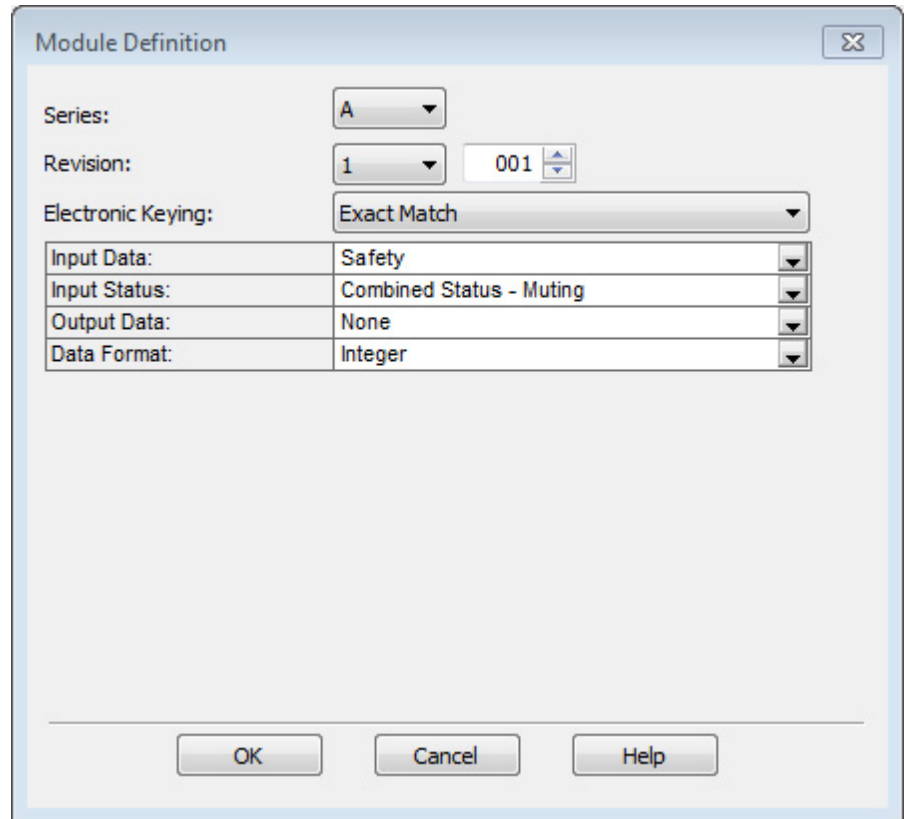 Module Definition
Series: A
Revision: 1 001
Electronic Keying: Exact Match
Input Data: Safety
Input Status: Combined Status - Muting
Output Data: None
Data Format: Integer
OK Cancel Help